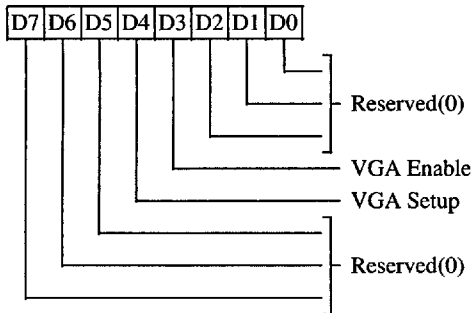 D7 D6 D5 D4 D3 D2 D1 D0
Reserved(0)
VGA Enable
VGA Setup
Reserved(0)